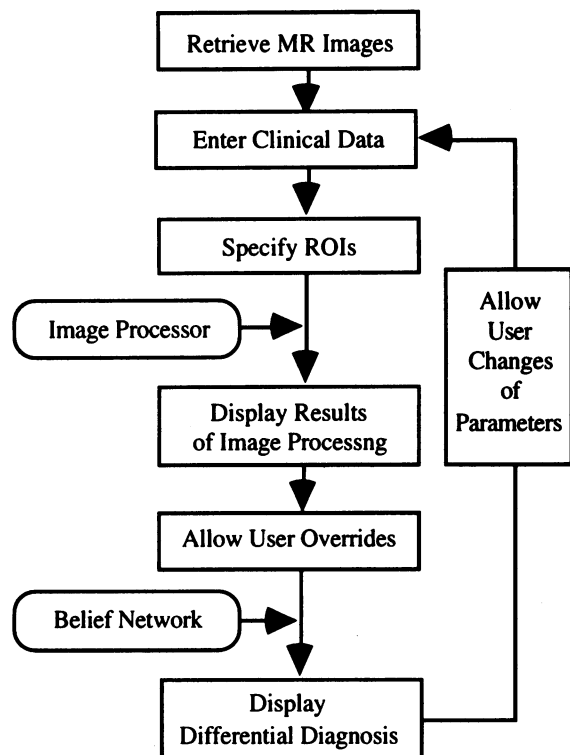 Retrieve MR Images
Enter Clinical Data
Specify ROIs
Image Processor
Allow
User
Changes
of
Parameters
Display Results
of Image Processng
Allow User Overrides
Belief Network
Display
Differential Diagnosis